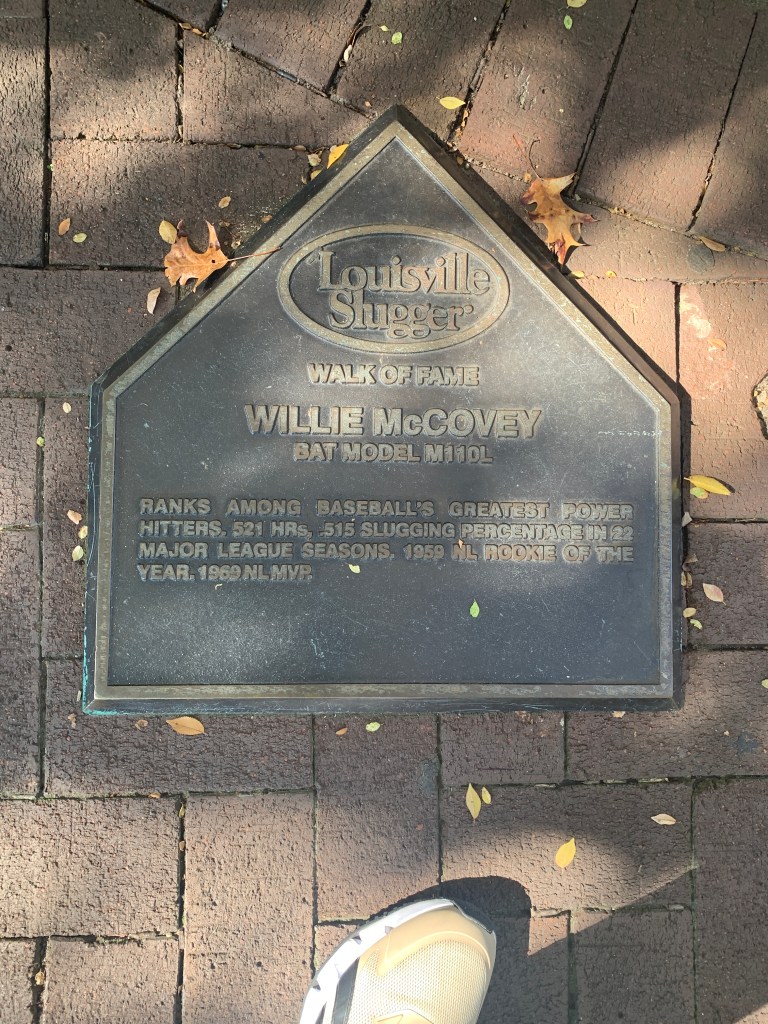 Louisville
Slugger
WALK OF FAME
WILLIE McCOVEY
BAT MODEL M110L
RANKS AMONG BASEBALL'S GREATEST POWER
HITTERS. 521 HRs, .515 SLUGGING PERCENTAGE IN 22
MAJOR LEAGUE SEASONS. 1959 NL ROOKIE OF THE
YEAR. 1969 NL MVP.